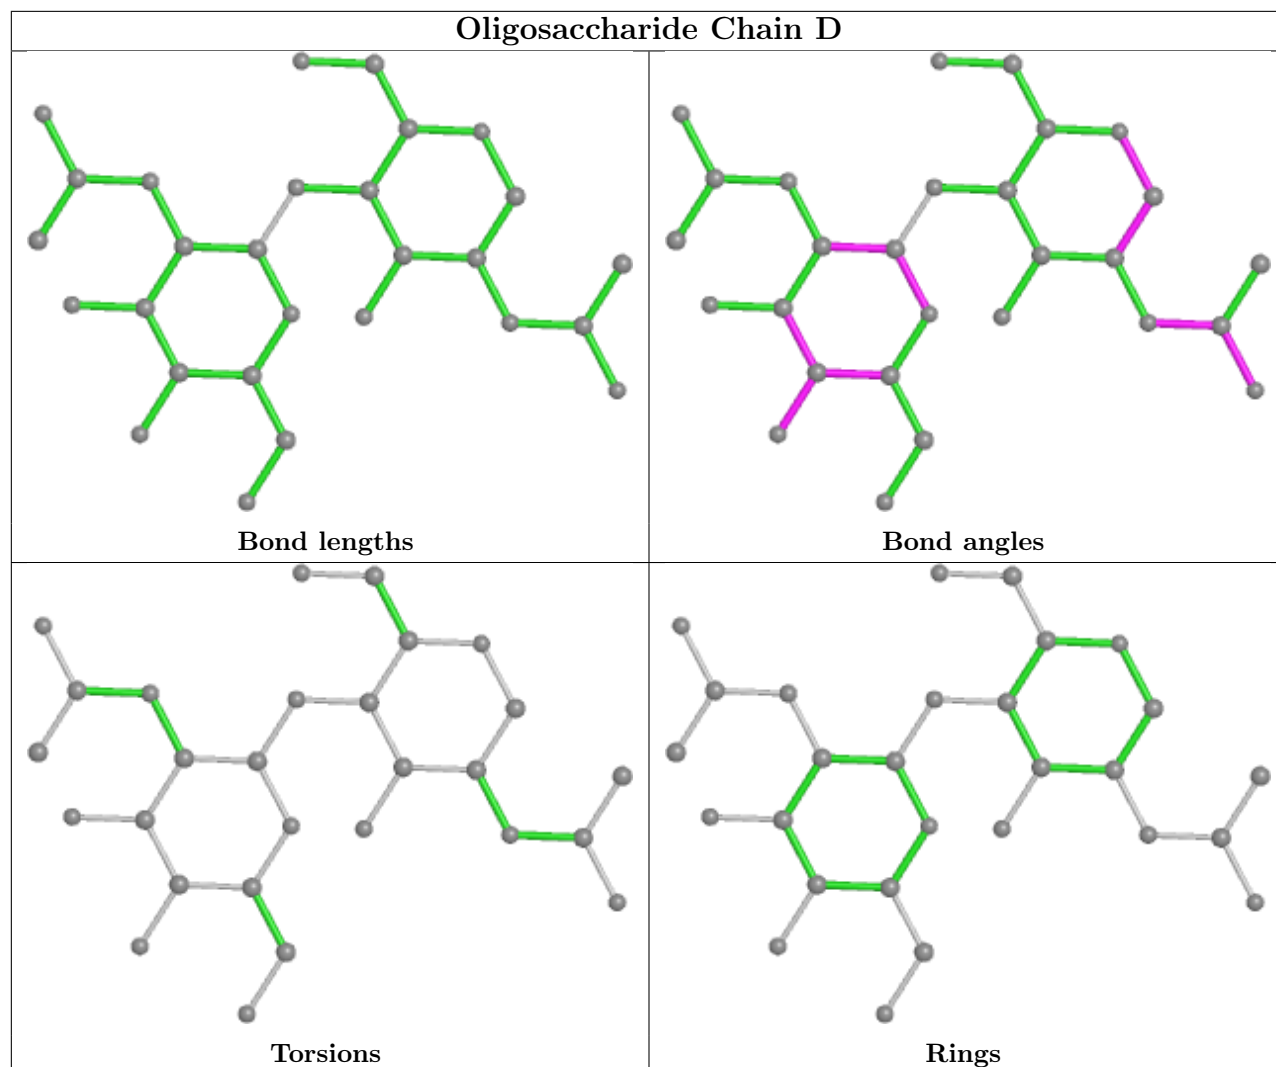 Oligosaccharide Chain D
Bond lengths
Bond angles
Torsions
Rings